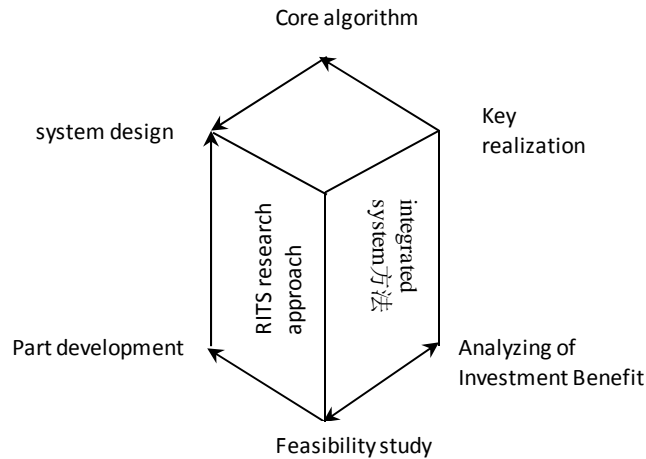 Core algorithm
system design
Key
realization
RITS research
approach
integrated
system方法
Part development
Analyzing of
Investment Benefit
Feasibility study